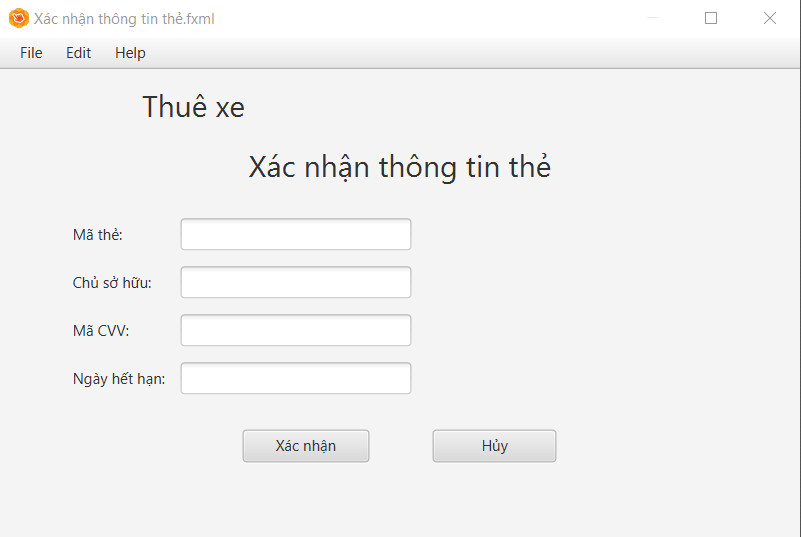 Xác nhận thông tin thẻ.fxml
File Edit Help
Thuê xe
Xác nhận thông tin thẻ
Mã thẻ:
Chủ sở hữu:
Mã CVV:
Ngày hết hạn:
Xác nhận Hủy